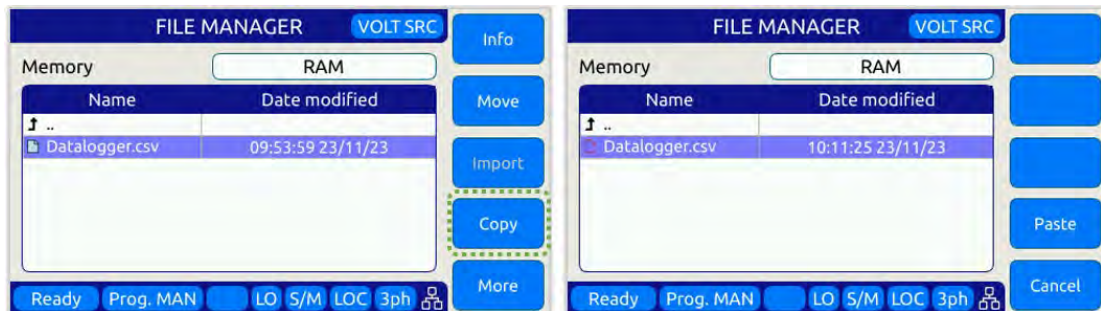 FILE MANAGER VOLT SRC
Info
Memory RAM
Name Date modified
Move
..
Datalogger.csv 09:53:59 23/11/23
Import
Copy
More
Ready Prog. MAN LO S/M LOC 3ph
FILE MANAGER VOLT SRC
Memory RAM
Name Date modified
..
Datalogger.csv 10:11:25 23/11/23
Paste
Cancel
Ready Prog. MAN LO S/M LOC 3ph